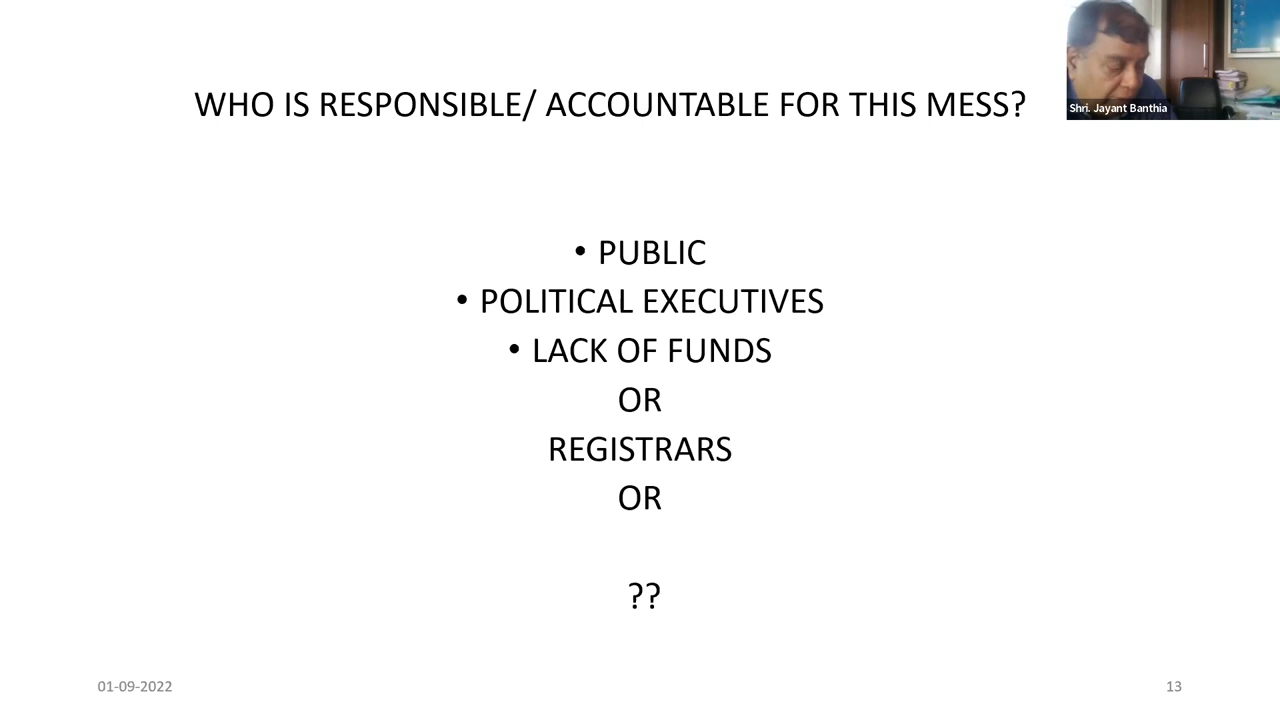 WHO IS RESPONSIBLE/ ACCOUNTABLE FOR THIS MESS?
Shri. Jayant Banthia
• PUBLIC
• POLITICAL EXECUTIVES
• LACK OF FUNDS
OR
REGISTRARS
OR
??
01-09-2022
13